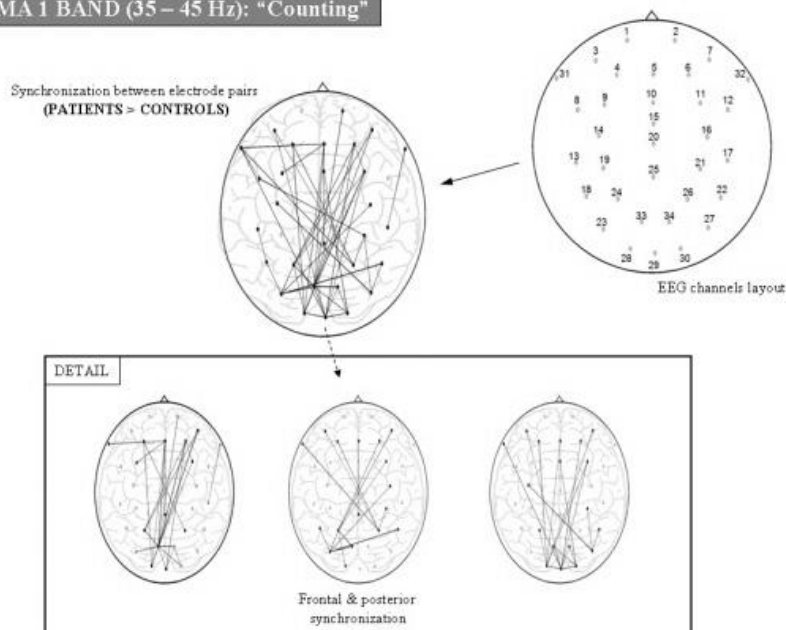 MA 1 BAND (35 – 45 Hz): “Counting”
Synchronization between electrode pairs
(PATIENTS > CONTROLS)
1 2
3 7
4 5 6
31 32
8 9 10 11 12
15
14 20 16
13 19 17
25 21
18 24 26 22
23 33 34 27
28 29 30
EEG channels layout
DETAIL
Frontal & posterior
synchronization